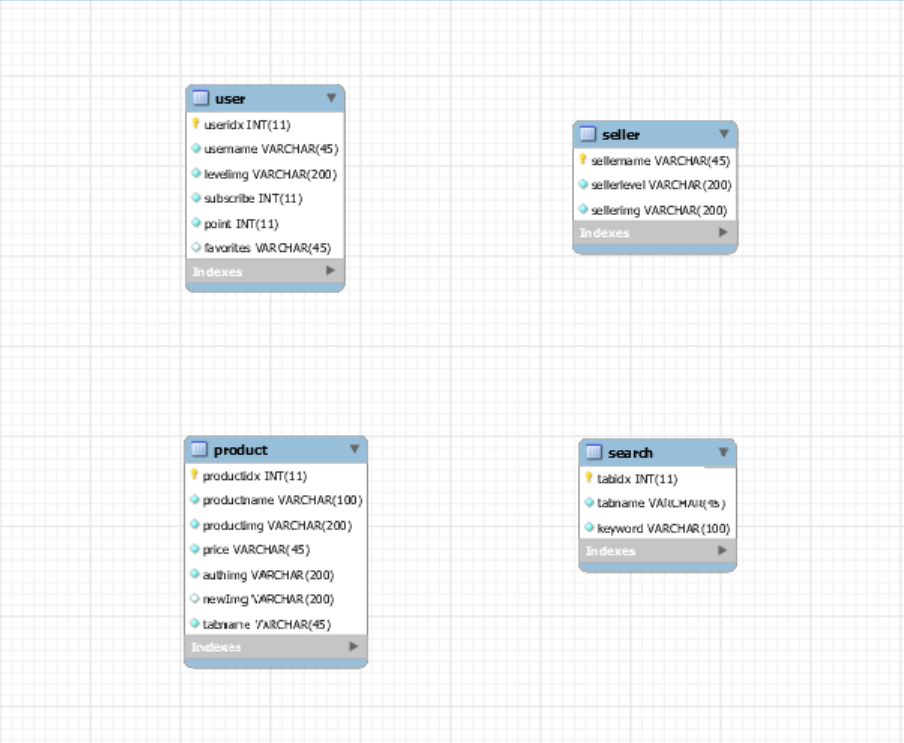 user
useridx INT(11)
username VARCHAR(45)
levelimg VARCHAR(200)
subscribe INT(11)
point INT(11)
favorites VARCHAR(45)
Indexes
seller
sellername VARCHAR(45)
sellerlevel VARCHAR(200)
sellerimg VARCHAR(200)
Indexes
product
productidx INT(11)
productname VARCHAR(100)
productimg VARCHAR(200)
price VARCHAR(45)
authimg VARCHAR(200)
newImg VARCHAR(200)
tabname VARCHAR(45)
Indexes
search
tabidx INT(11)
tabname VARCHAR(45)
keyword VARCHAR(100)
Indexes